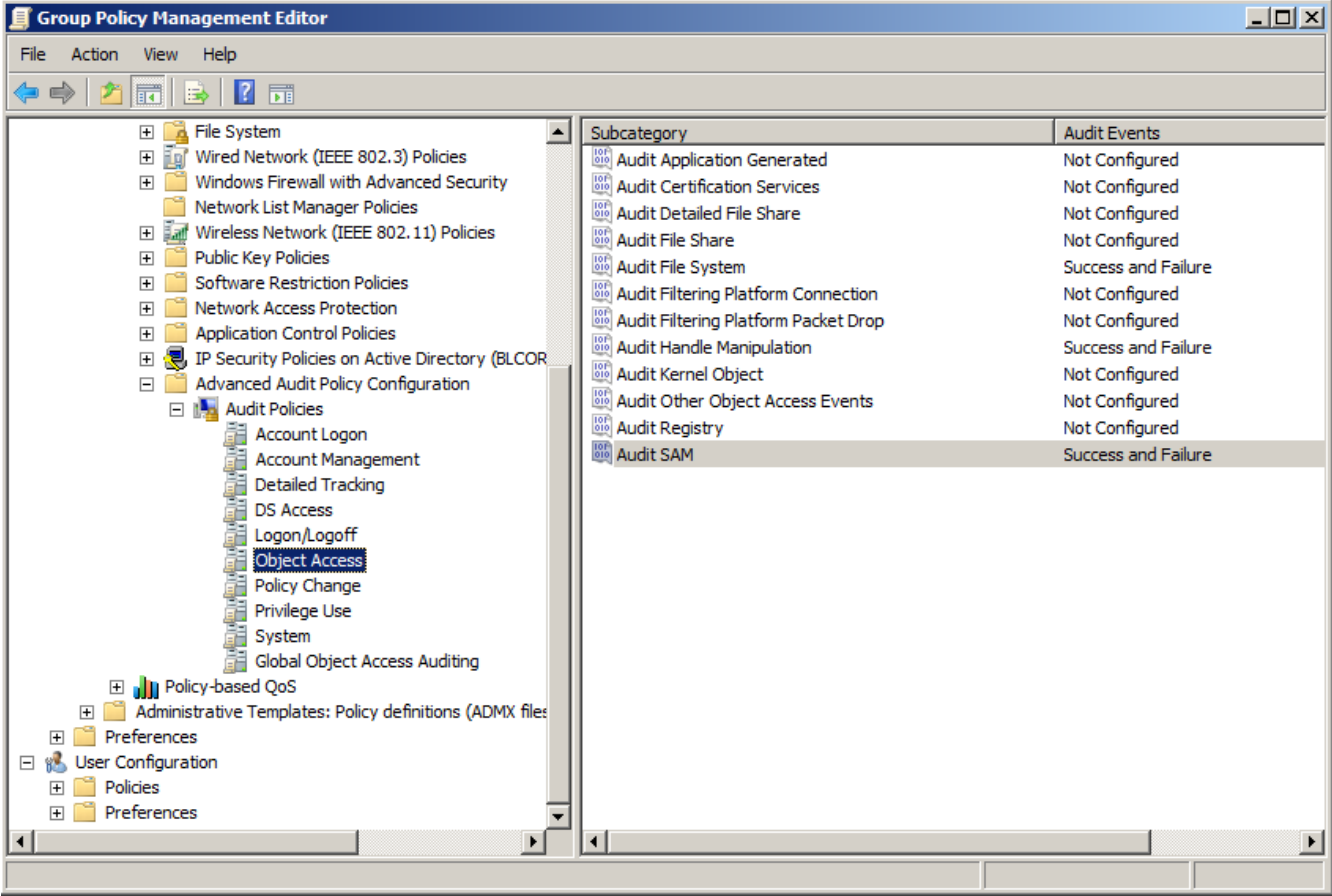 Group Policy Management Editor
File Action View Help
File System
Wired Network (IEEE 802.3) Policies
Windows Firewall with Advanced Security
Network List Manager Policies
Wireless Network (IEEE 802.11) Policies
Public Key Policies
Software Restriction Policies
Network Access Protection
Application Control Policies
IP Security Policies on Active Directory (BLCOR
Advanced Audit Policy Configuration
Audit Policies
Account Logon
Account Management
Detailed Tracking
DS Access
Logon/Logoff
Object Access
Policy Change
Privilege Use
System
Global Object Access Auditing
Policy-based QoS
Administrative Templates: Policy definitions (ADMX files
Preferences
User Configuration
Policies
Preferences
Subcategory Audit Events
Audit Application Generated Not Configured
Audit Certification Services Not Configured
Audit Detailed File Share Not Configured
Audit File Share Not Configured
Audit File System Success and Failure
Audit Filtering Platform Connection Not Configured
Audit Filtering Platform Packet Drop Not Configured
Audit Handle Manipulation Success and Failure
Audit Kernel Object Not Configured
Audit Other Object Access Events Not Configured
Audit Registry Not Configured
Audit SAM Success and Failure